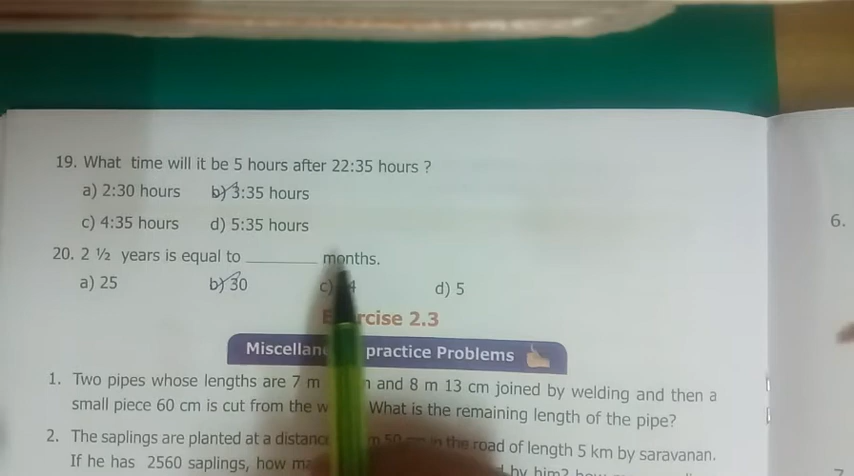 19. What time will it be 5 hours after 22:35 hours ?
a) 2:30 hours b) 3:35 hours
c) 4:35 hours d) 5:35 hours
20. 2 ½ years is equal to ________ months.
a) 25 b) 30 c) 4 d) 5
rcise 2.3
Miscellan practice Problems
1. Two pipes whose lengths are 7 m and 8 m 13 cm joined by welding and then a
small piece 60 cm is cut from the What is the remaining length of the pipe?
2. The saplings are planted at a distance 50 in the road of length 5 km by saravanan.
If he has 2560 saplings, how by him?
6.